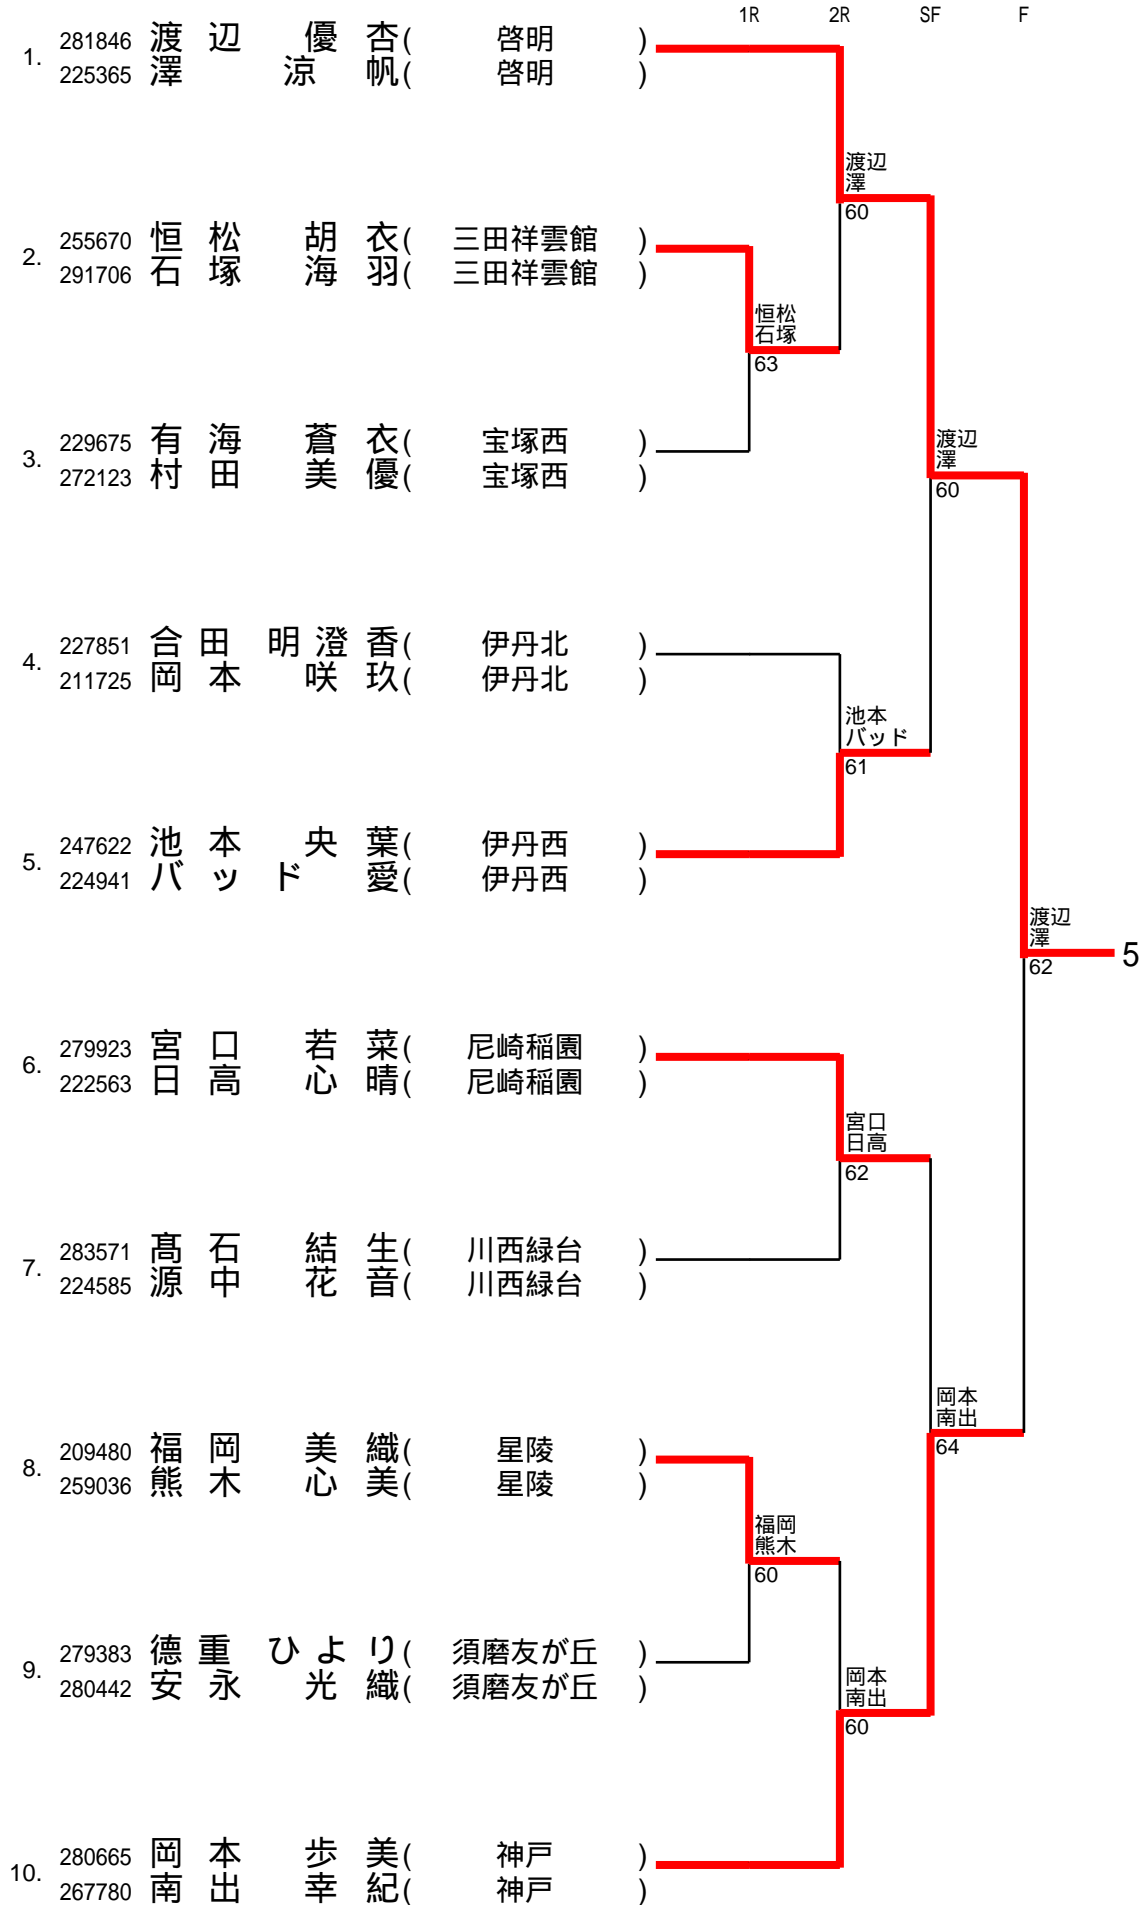 1R 2R SF F
1. 281846 渡辺 優杏( 啓明 )
225365 澤 涼帆( 啓明 )
渡辺
澤
60
2. 255670 恒松 胡衣( 三田祥雲館 )
291706 石塚 海羽( 三田祥雲館 )
恒松
石塚
63
3. 229675 有海 蒼衣( 宝塚西 )
272123 村田 美優( 宝塚西 )
渡辺
澤
60
4. 227851 合田 明澄香( 伊丹北 )
211725 岡本 咲玖( 伊丹北 )
池本
バッド
61
5. 247622 池本 央葉( 伊丹西 )
224941 バッド 愛( 伊丹西 )
渡辺
澤
62
5
6. 279923 宮口 若菜( 尼崎稲園 )
222563 日高 心晴( 尼崎稲園 )
宮口
日高
62
7. 283571 髙石 結生( 川西緑台 )
224585 源中 花音( 川西緑台 )
岡本
南出
64
8. 209480 福岡 美織( 星陵 )
259036 熊木 心美( 星陵 )
福岡
熊木
60
9. 279383 德重 ひより( 須磨友が丘 )
280442 安永 光織( 須磨友が丘 )
岡本
南出
60
10. 280665 岡本 歩美( 神戸 )
267780 南出 幸紀( 神戸 )